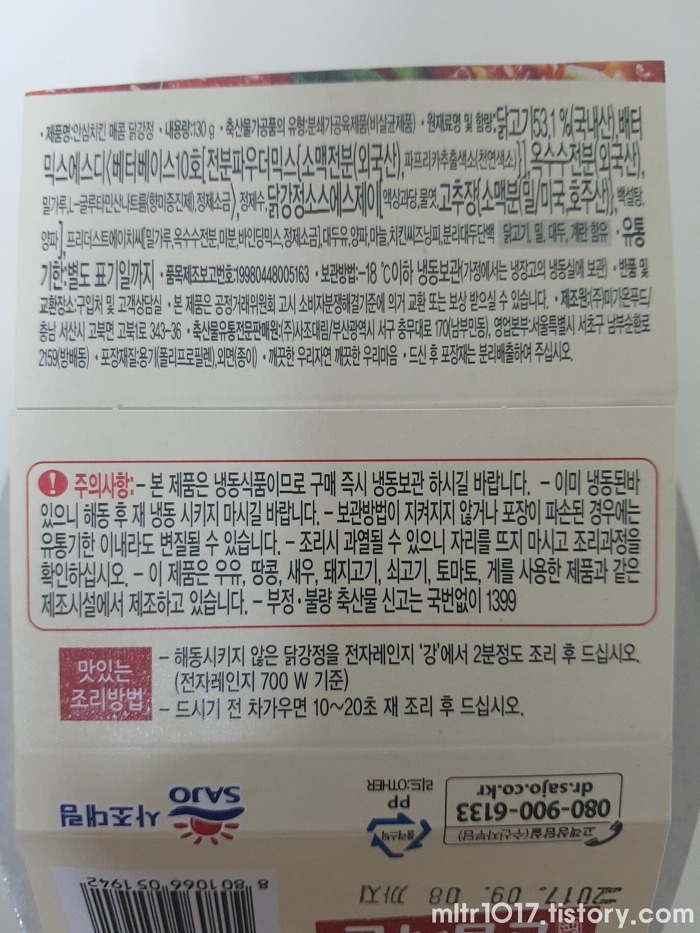 • 제품명:안심치킨 매콤 닭강정 • 내용량:130 g • 축산물가공품의 유형:분쇄가공육제품(비살균제품) • 원재료명 및 함량:닭고기53.1 %(국내산),배터
믹스에스디<베터베이스10호[전분파우더믹스{소맥전분(외국산),파프리카추출색소(천연색소)}],옥수수전분(외국산),
밀가루,L-글루타민산나트륨(향미증진제),정제소금>,정제수,닭강정소스에스제이[액상과당,물엿,고추장{소맥분(밀/미국,호주산)},백설탕,
양파],프리더스트에이치씨[밀가루,옥수수전분,미분,바인딩믹스,정제소금],대두유,양파,마늘,치킨씨즈닝피,분리대두단백 닭고기, 밀, 대두, 계란 함유 • 유통
기한:별도 표기일까지 • 품목제조보고번호:19980448005163 • 보관방법:-18 ℃이하 냉동보관(가정에서는 냉장고의 냉동실에 보관) • 반품 및
교환장소:구입처 및 고객상담실 • 본 제품은 공정거래위원회 고시 소비자분쟁해결기준에 의거 교환 또는 보상 받으실 수 있습니다. • 제조원:(주)미가온푸드/
충남 서산시 고북면 고북1로 343-36 • 축산물유통전문판매원:(주)사조대림/부산광역시 서구 충무대로 170(남부민동), 영업본부:서울특별시 서초구 남부순환로
2159(방배동) • 포장재질:용기(폴리프로필렌),외면(종이) • 깨끗한 우리자연 깨끗한 우리마음 • 드신 후 포장재는 분리배출하여 주십시오.
! 주의사항:- 본 제품은 냉동식품이므로 구매 즉시 냉동보관 하시길 바랍니다. - 이미 냉동된바
있으니 해동 후 재 냉동 시키지 마시길 바랍니다. - 보관방법이 지켜지지 않거나 포장이 파손된 경우에는
유통기한 이내라도 변질될 수 있습니다. - 조리시 과열될 수 있으니 자리를 뜨지 마시고 조리과정을
확인하십시오. - 이 제품은 우유, 땅콩, 새우, 돼지고기, 쇠고기, 토마토, 게를 사용한 제품과 같은
제조시설에서 제조하고 있습니다. - 부정·불량 축산물 신고는 국번없이 1399
맛있는
조리방법
- 해동시키지 않은 닭강정을 전자레인지 '강'에서 2분정도 조리 후 드십시오.
(전자레인지 700 W 기준)
- 드시기 전 차가우면 10~20초 재 조리 후 드십시오.
고객상담실(수신자부담)
080-900-6133
dr.sajo.co.kr
플라스틱
PP
리드:OTHER
SAJO
사조대림
2017. 09. 08 까지
8 801066 051942
mltr1017.tistory.com